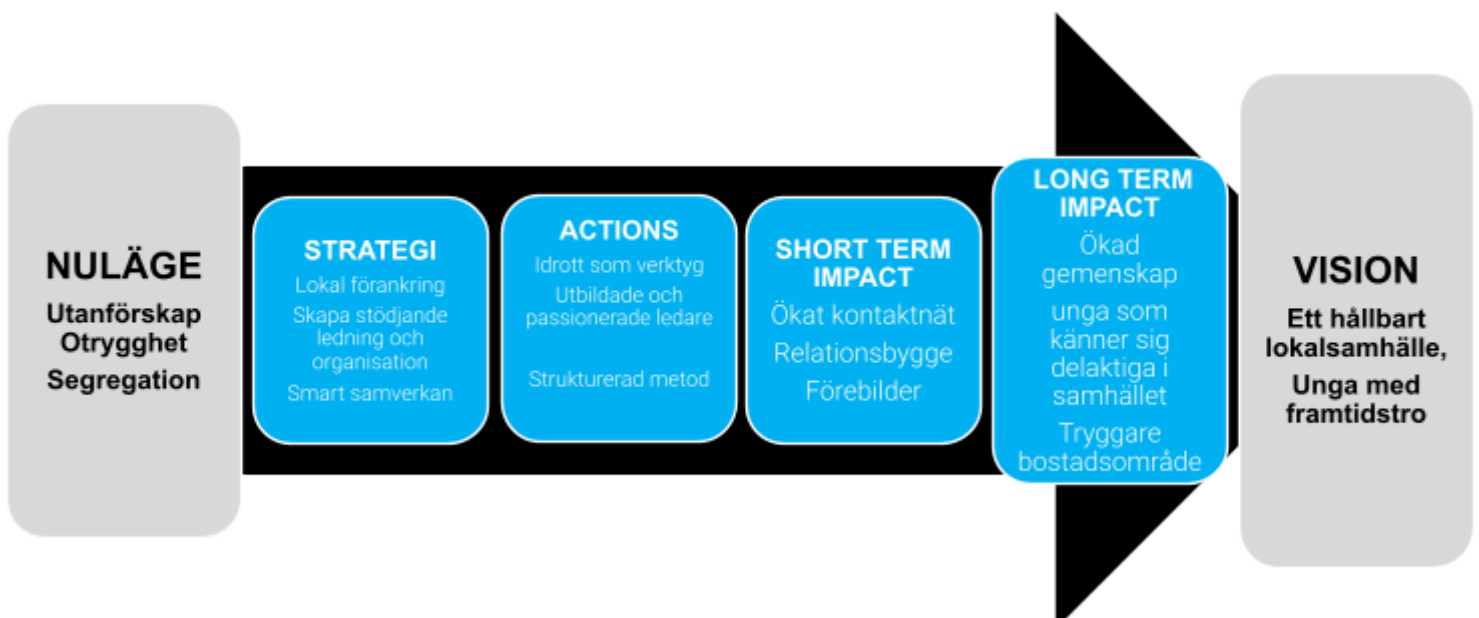 NULÄGE
Utanförskap
Otrygghet
Segregation
STRATEGI
Lokal förankring
Skapa stödjande
ledning och
organisation
Smart samverkan
ACTIONS
Idrott som verktyg
Utbildade och
passionerade ledare
Strukturerad metod
SHORT TERM
IMPACT
Ökat kontaktnät
Relationsbygge
Förebilder
LONG TERM
IMPACT
Ökad
gemenskap
unga som
känner sig
delaktiga i
samhället
Tryggare
bostadsområde
VISION
Ett hållbart
lokalsamhälle,
Unga med
framtidstro